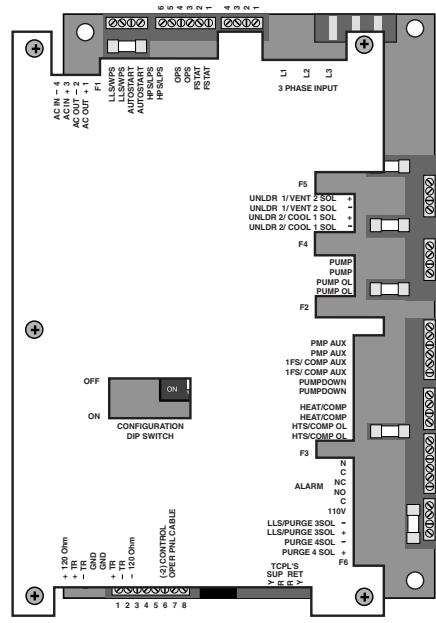 6 5 4 3 2 1
4 3 2 1
AC IN – 4
AC IN + 3
AC OUT – 2
AC OUT + 1
F1
LLS/WPS
LLS/WPS
AUTOSTART
AUTOSTART
HPS/LPS
HPS/LPS
OPS
OPS
FSTAT
FSTAT
L1 L2 L3
3 PHASE INPUT
F5
UNLDR 1/ VENT 2 SOL +
UNLDR 1/ VENT 2 SOL –
UNLDR 2/ COOL 1 SOL +
UNLDR 2/ COOL 1 SOL –
F4
PUMP
PUMP
PUMP OL
PUMP OL
F2
PMP AUX
PMP AUX
1FS/ COMP AUX
1FS/ COMP AUX
PUMPDOWN
PUMPDOWN
HEAT/COMP
HEAT/COMP
HTS/COMP OL
HTS/COMP OL
F3
OFF
ON
ON
CONFIGURATION
DIP SWITCH
N
C
ALARM NC
NO
C
110V
LLS/PURGE 3SOL –
LLS/PURGE 3SOL +
PURGE 4SOL –
PURGE 4 SOL +
F6
+ 120 Ohm
+ TR
– TR
GND
GND
+ TR
– TR
– 120 Ohm
(-2) CONTROL
OPER PNL CABLE
TCPL'S
SUP RET
Y R R Y
1 2 3 4 5 6 7 8